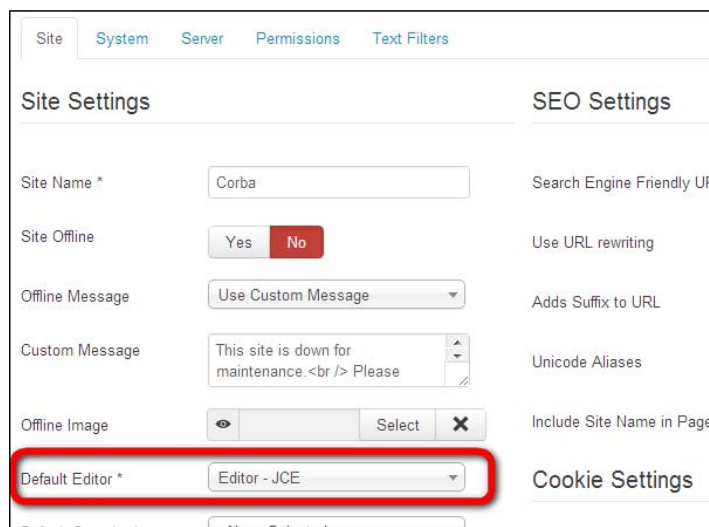 Site System Server Permissions Text Filters
Site Settings
SEO Settings
Site Name * Corba
Search Engine Friendly
Site Offline Yes No
Use URL rewriting
Offline Message Use Custom Message
Adds Suffix to URL
Custom Message This site is down for
maintenance.<br /> Please
Unicode Aliases
Offline Image Select
Include Site Name in Page
Default Editor * Editor - JCE
Cookie Settings